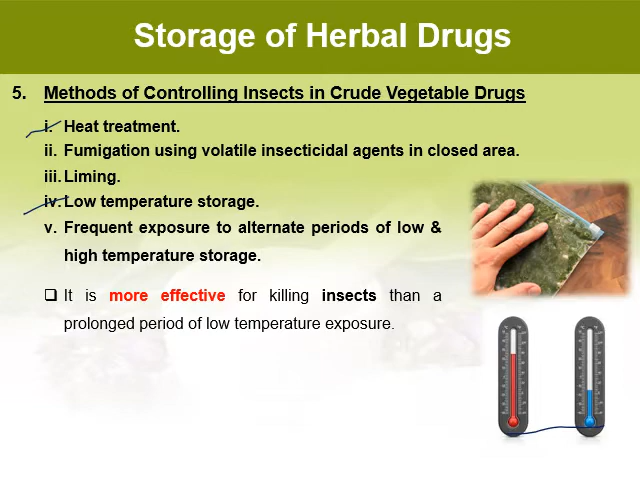 Storage of Herbal Drugs
5. Methods of Controlling Insects in Crude Vegetable Drugs
i. Heat treatment.
ii. Fumigation using volatile insecticidal agents in closed area.
iii. Liming.
iv. Low temperature storage.
v. Frequent exposure to alternate periods of low &
high temperature storage.
❑ It is more effective for killing insects than a
prolonged period of low temperature exposure.